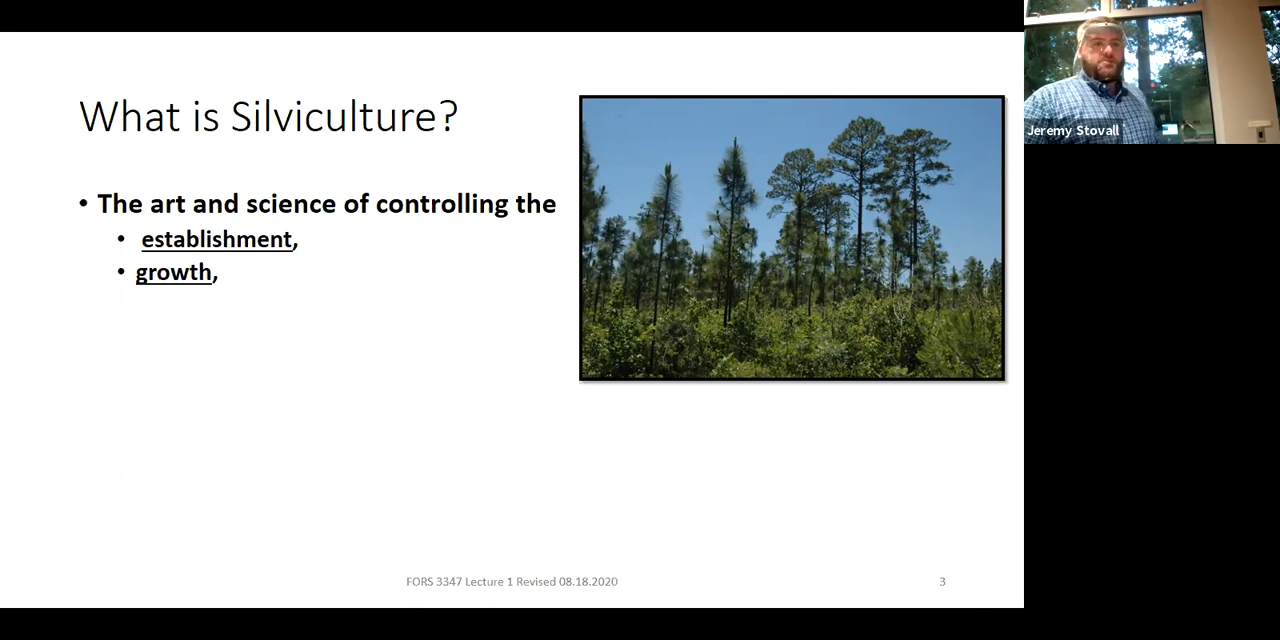 What is Silviculture?
• The art and science of controlling the
• establishment,
• growth,
FORS 3347 Lecture 1 Revised 08.18.2020
3
Jeremy Stovall